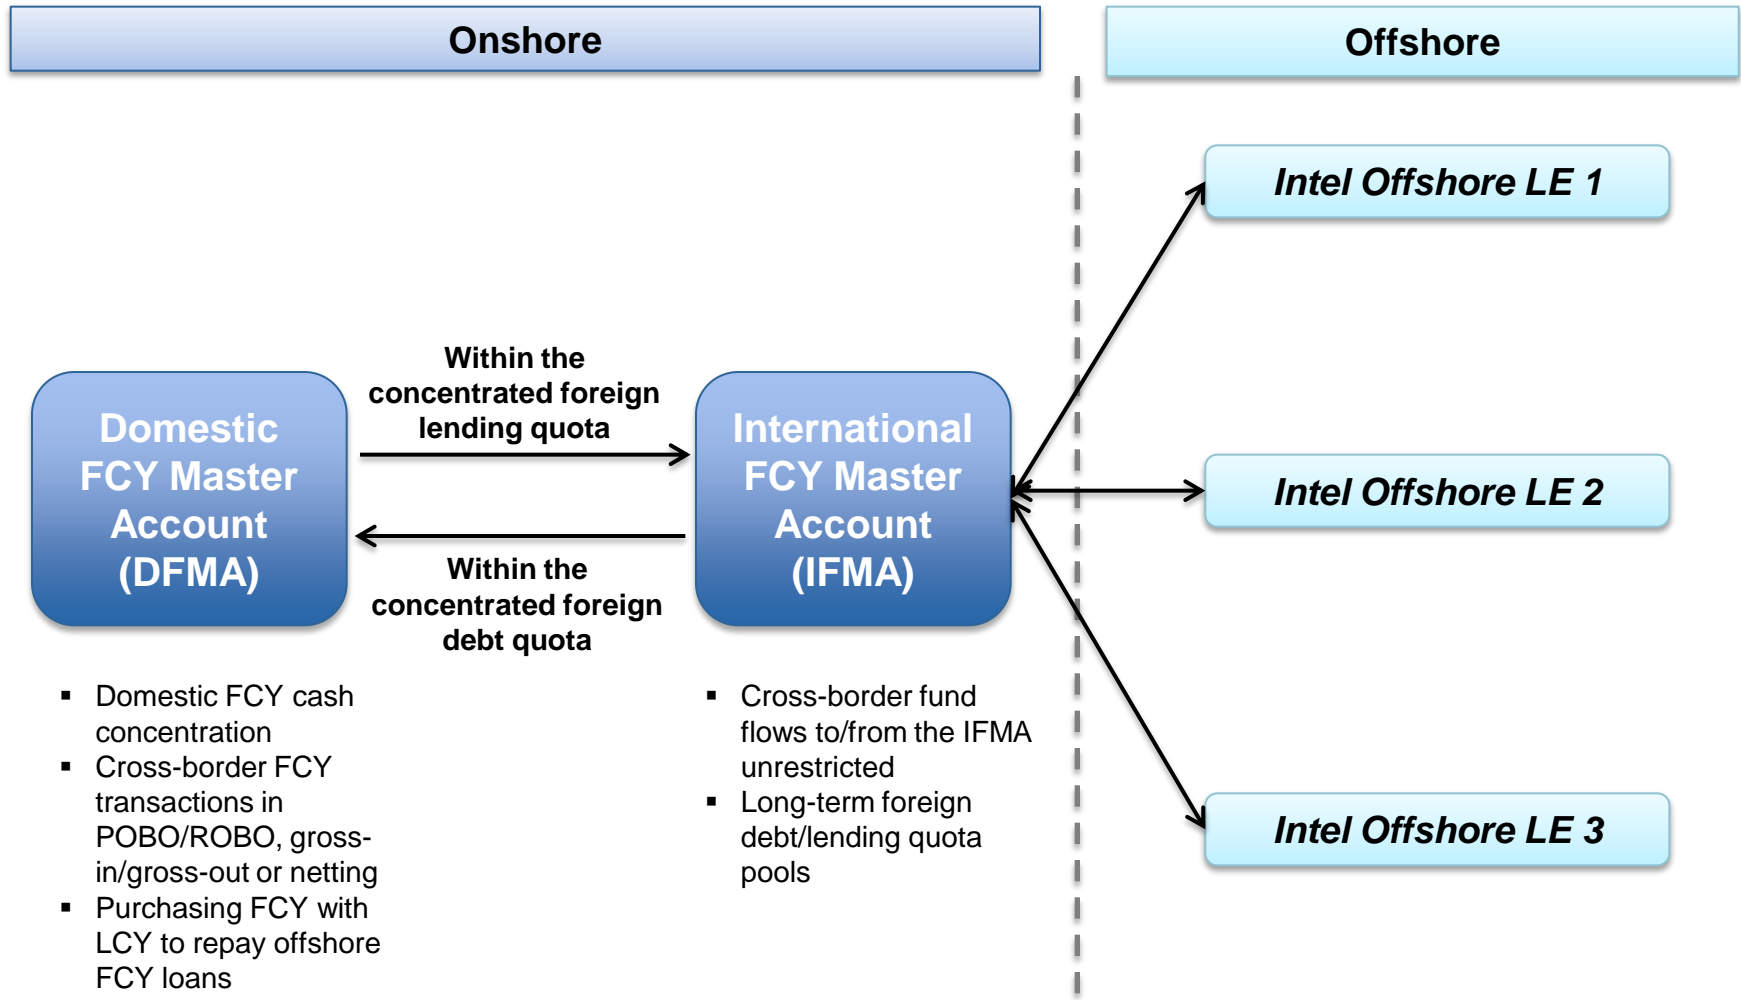 Onshore
Offshore
Intel Offshore LE 1
Within the
concentrated foreign
lending quota
Domestic
FCY Master
Account
(DFMA)
International
FCY Master
Account
(IFMA)
Intel Offshore LE 2
Within the
concentrated foreign
debt quota
▪ Domestic FCY cash
concentration
▪ Cross-border FCY
transactions in
POBO/ROBO, gross-
in/gross-out or netting
▪ Purchasing FCY with
LCY to repay offshore
FCY loans
▪ Cross-border fund
flows to/from the IFMA
unrestricted
▪ Long-term foreign
debt/lending quota
pools
Intel Offshore LE 3